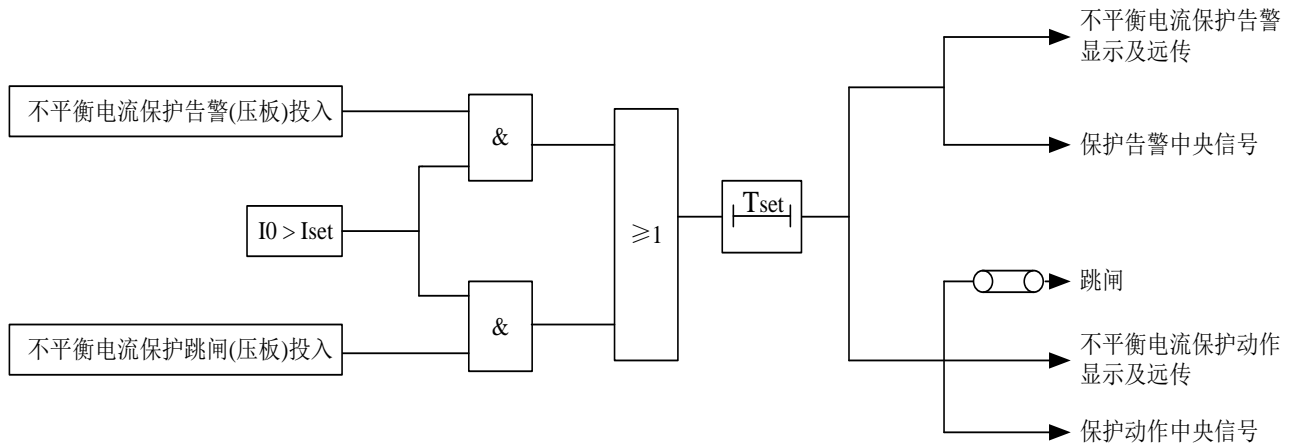 不平衡电流保护告警
显示及远传
不平衡电流保护告警(压板)投入
&
保护告警中央信号
Tset
I0 > Iset
≥1
跳闸
&
不平衡电流保护跳闸(压板)投入
不平衡电流保护动作
显示及远传
保护动作中央信号